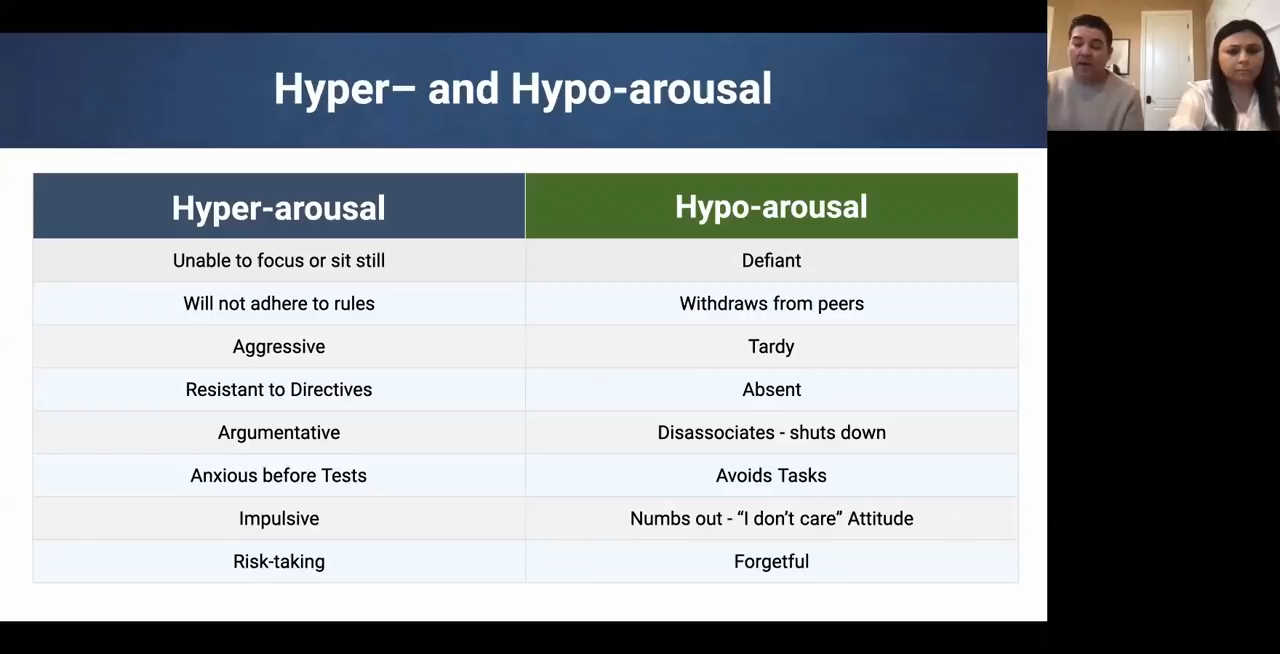 Hyper– and Hypo-arousal
Hyper-arousal Hypo-arousal
Unable to focus or sit still Defiant
Will not adhere to rules Withdraws from peers
Aggressive Tardy
Resistant to Directives Absent
Argumentative Disassociates - shuts down
Anxious before Tests Avoids Tasks
Impulsive Numbs out - “I don’t care” Attitude
Risk-taking Forgetful